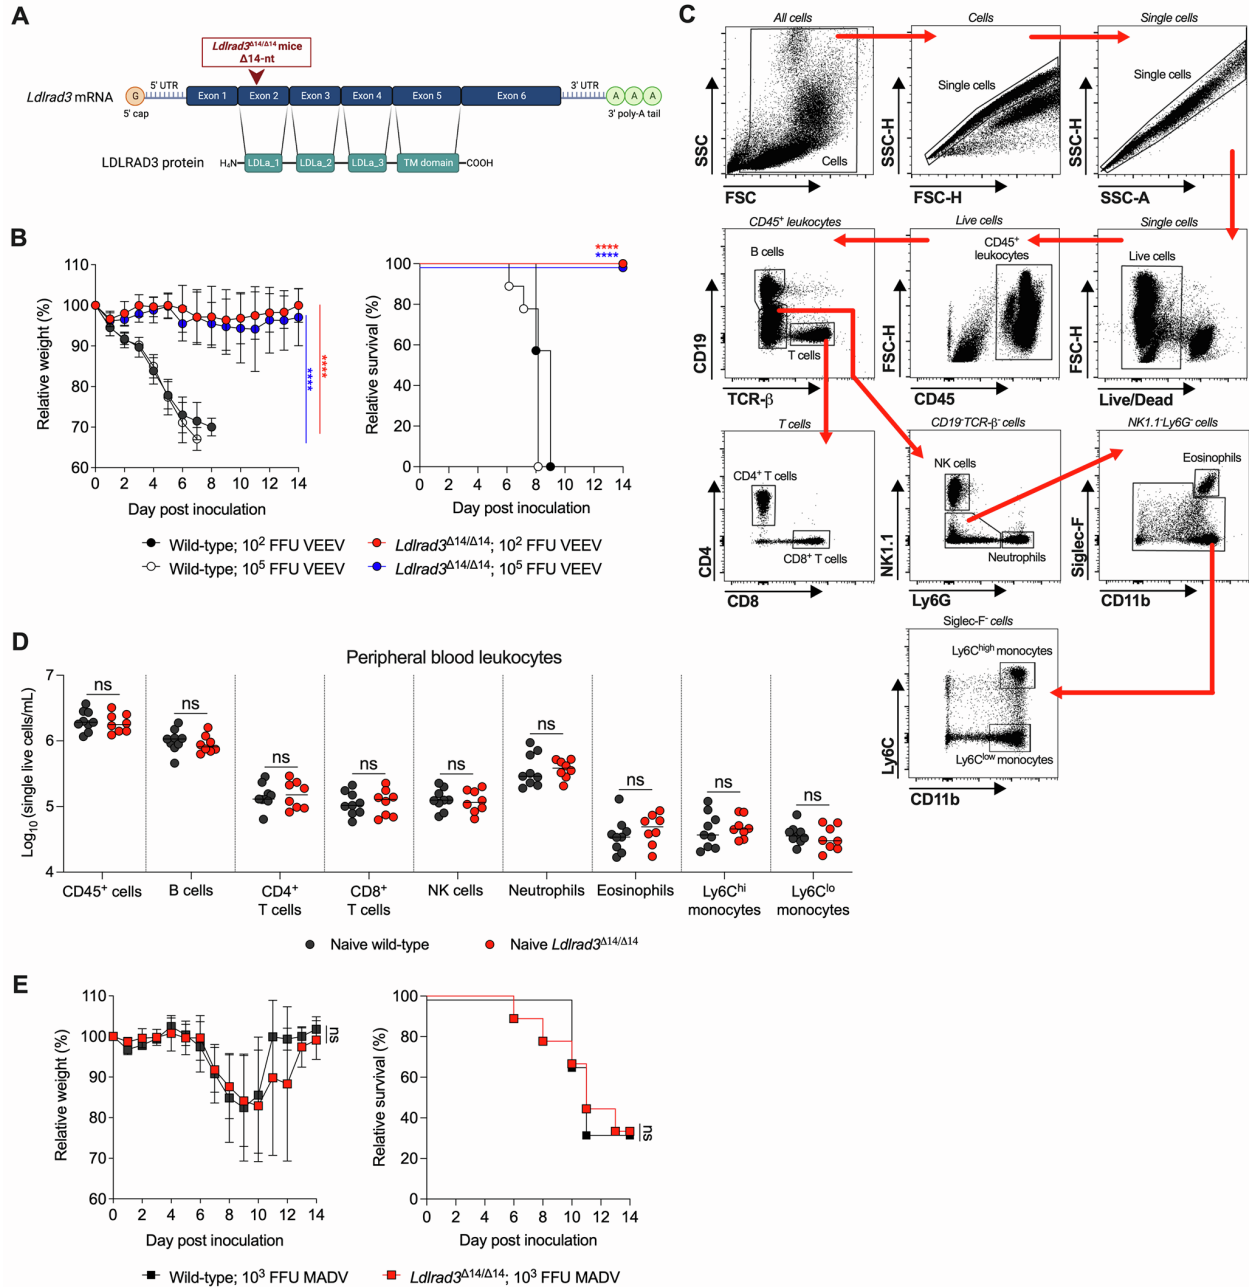 A
Ldlrad3Δ14/Δ14 mice
Δ14-nt
Ldlrad3 mRNA
G
5' UTR
Exon 1
Exon 2
Exon 3
Exon 4
Exon 5
Exon 6
3' UTR
A A A
5' cap
3' poly-A tail
LDLRAD3 protein
H₄N
LDLa_1
LDLa_2
LDLa_3
TM domain
COOH
B
Relative weight (%)
110
100
90
80
70
60
0 2 4 6 8 10 12 14
Day post inoculation
****
****
Relative survival (%)
100
80
60
40
20
0
0 2 4 6 8 10 12 14
Day post inoculation
****
****
Wild-type; 10² FFU VEEV
Ldlrad3Δ14/Δ14; 10² FFU VEEV
Wild-type; 10⁵ FFU VEEV
Ldlrad3Δ14/Δ14; 10⁵ FFU VEEV
C
All cells
SSC
FSC
Cells
Cells
Single cells
SSC-H
FSC-H
Single cells
Single cells
SSC-H
SSC-A
CD45⁺ leukocytes
B cells
T cells
CD19
TCR-β
Live cells
CD45⁺
leukocytes
FSC-H
CD45
Single cells
Live cells
FSC-H
Live/Dead
T cells
CD4⁺ T cells
CD8⁺ T cells
CD4
CD8
CD19⁻TCR-β⁻ cells
NK cells
Neutrophils
NK1.1
Ly6G
NK1.1⁻Ly6G⁻ cells
Eosinophils
Siglec-F
CD11b
Siglec-F⁻ cells
Ly6Chigh monocytes
Ly6Clow monocytes
Ly6C
CD11b
D
Peripheral blood leukocytes
Log₁₀ (single live cells/mL)
7
6
5
4
ns ns ns ns ns ns ns ns ns
CD45⁺ cells
B cells
CD4⁺
T cells
CD8⁺
T cells
NK cells
Neutrophils
Eosinophils
Ly6Chi
monocytes
Ly6Clo
monocytes
Naive wild-type
Naive Ldlrad3Δ14/Δ14
E
Relative weight (%)
110
100
90
80
70
60
0 2 4 6 8 10 12 14
Day post inoculation
ns
Relative survival (%)
100
80
60
40
20
0
0 2 4 6 8 10 12 14
Day post inoculation
ns
Wild-type; 10³ FFU MADV
Ldlrad3Δ14/Δ14; 10³ FFU MADV